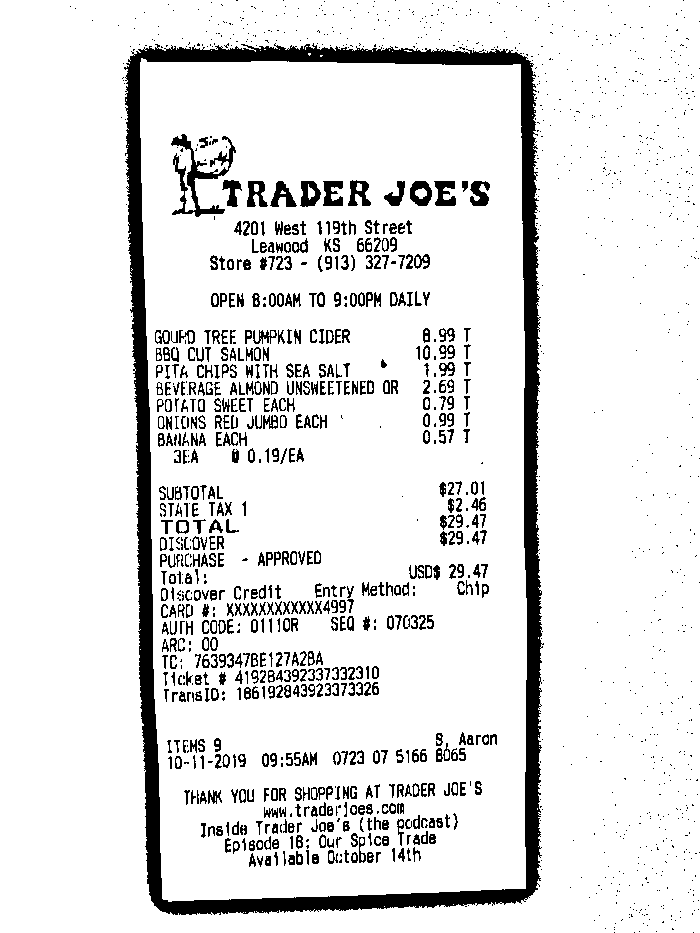 TRADER JOE'S
4201 West 119th Street
Leawood KS 66209
Store #723 - (913) 327-7209
OPEN 8:00AM TO 9:00PM DAILY
GOURD TREE PUMPKIN CIDER 8.99 T
BBQ CUT SALMON 10.99 T
PITA CHIPS WITH SEA SALT 1.99 T
BEVERAGE ALMOND UNSWEETENED OR 2.69 T
POTATO SWEET EACH 0.79 T
ONIONS RED JUMBO EACH 0.99 T
BANANA EACH 0.57 T
3EA @ 0.19/EA
SUBTOTAL $27.01
STATE TAX 1 $2.46
TOTAL $29.47
DISCOVER $29.47
PURCHASE - APPROVED
Total: USD$ 29.47
Discover Credit Entry Method: Chip
CARD #: XXXXXXXXXXXX4997
AUTH CODE: 01110R SEQ #: 070325
ARC: 00
TC: 7639347BE127A2BA
Ticket # 419284392337332310
TransID: 186192843923373326
ITEMS 9 S, Aaron
10-11-2019 09:55AM 0723 07 5166 8065
THANK YOU FOR SHOPPING AT TRADER JOE'S
www.traderjoes.com
Inside Trader Joe's (the podcast)
Episode 18: Our Spice Trade
Available October 14th